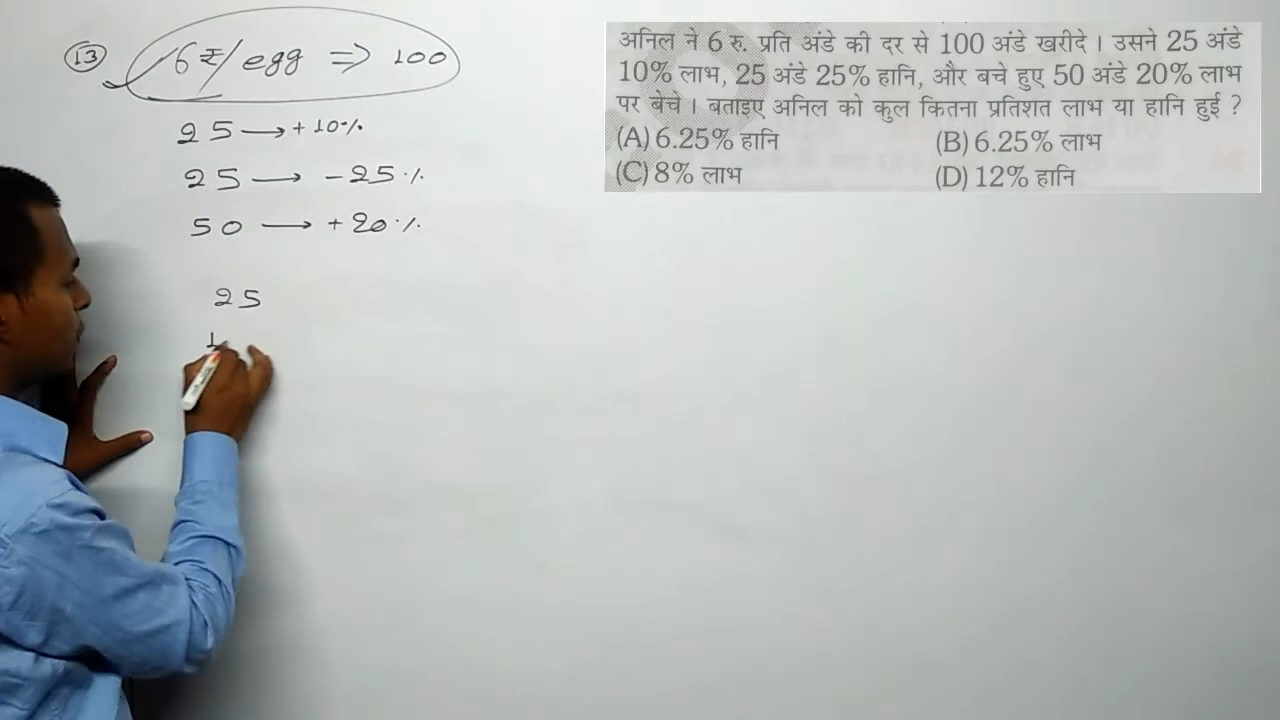 13 6₹/egg ⇒ 100
25 → +10%
25 → -25%
50 → +20%
25
1
अनिल ने 6 रु. प्रति अंडे की दर से 100 अंडे खरीदे । उसने 25 अंडे
10% लाभ, 25 अंडे 25% हानि, और बचे हुए 50 अंडे 20% लाभ
पर बेचे । बताइए अनिल को कुल कितना प्रतिशत लाभ या हानि हुई ?
(A) 6.25% हानि (B) 6.25% लाभ
(C) 8% लाभ (D) 12% हानि